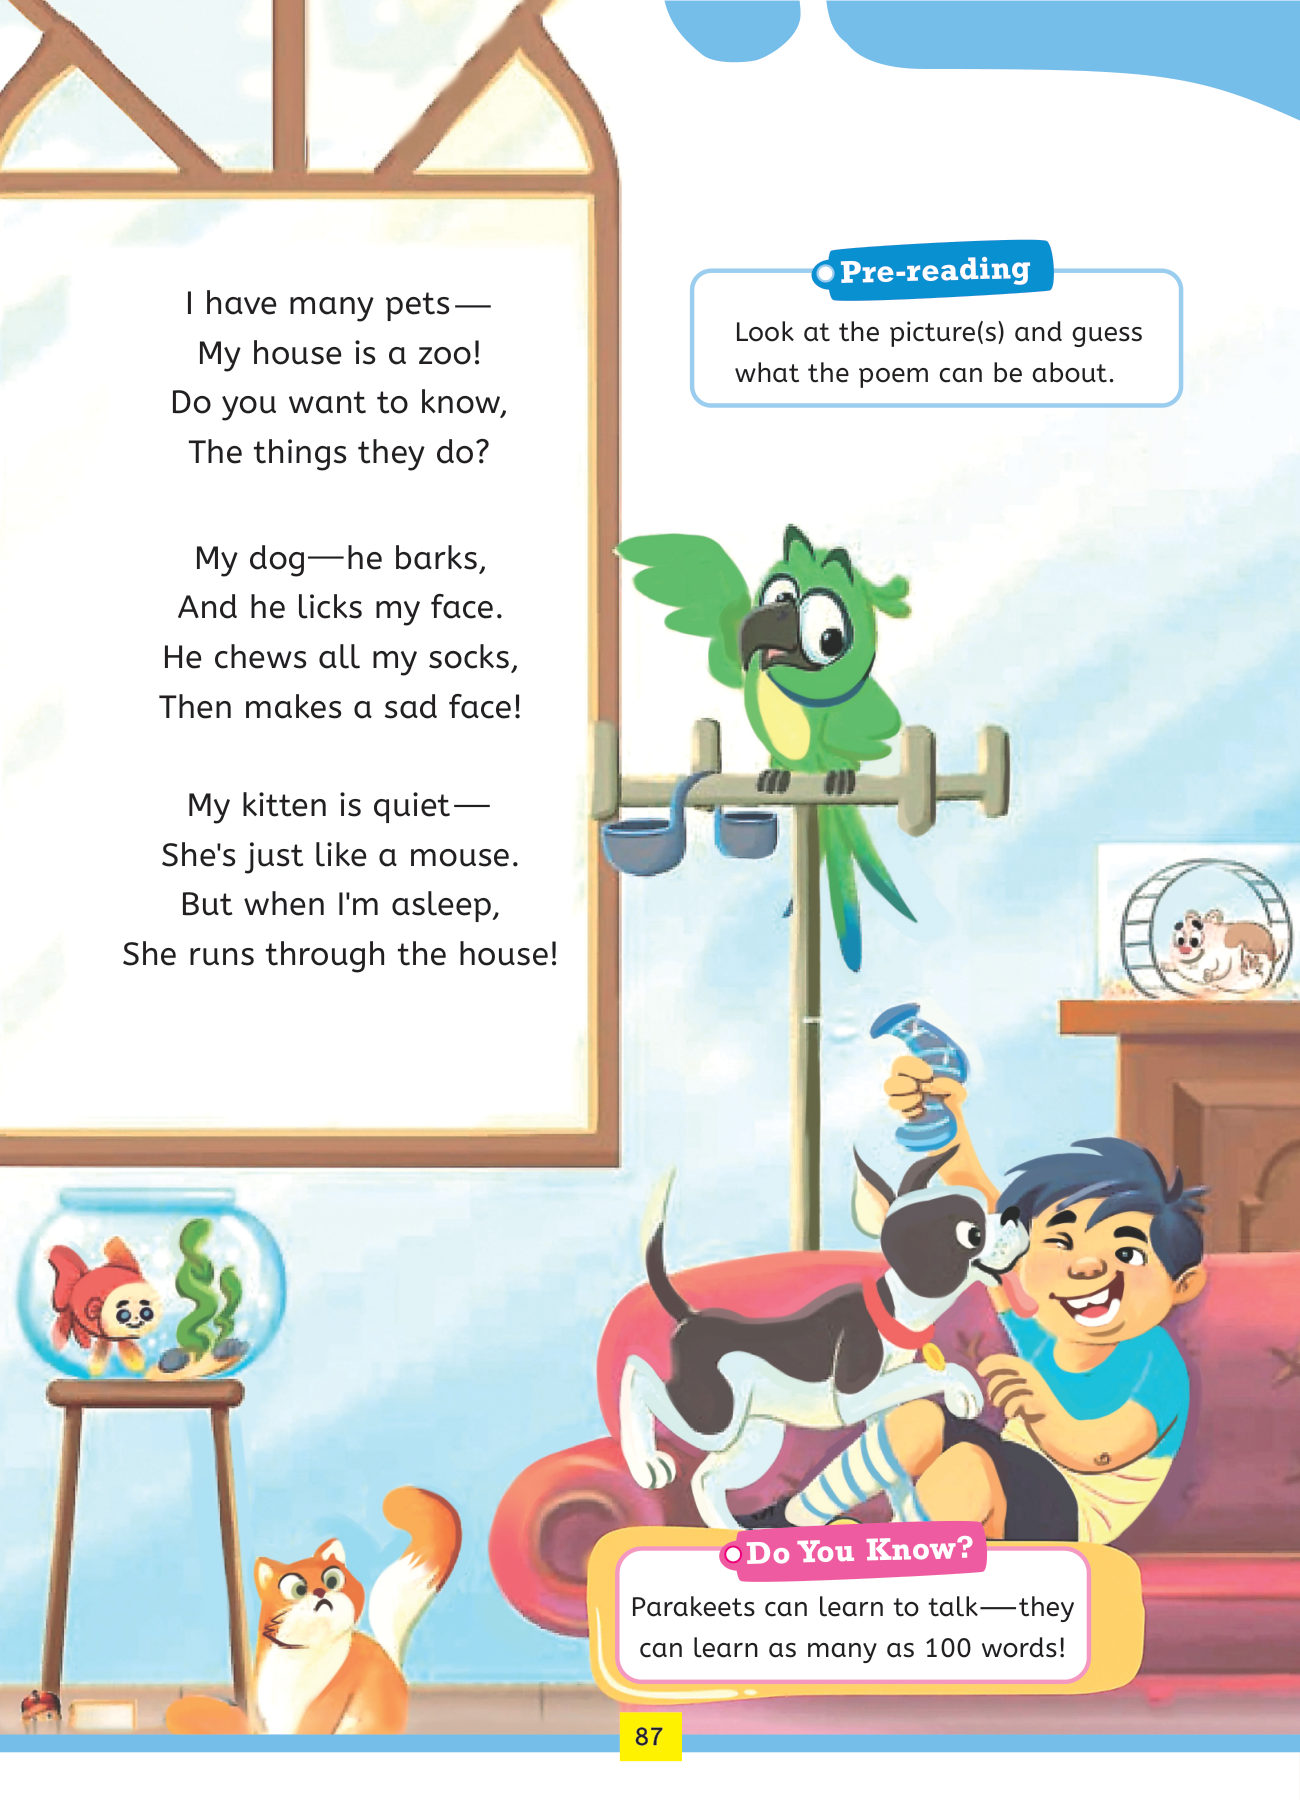 I have many pets—
My house is a zoo!
Do you want to know,
The things they do?
My dog—he barks,
And he licks my face.
He chews all my socks,
Then makes a sad face!
My kitten is quiet—
She's just like a mouse.
But when I'm asleep,
She runs through the house!
Pre-reading
Look at the picture(s) and guess
what the poem can be about.
Do You Know?
Parakeets can learn to talk—they
can learn as many as 100 words!
87